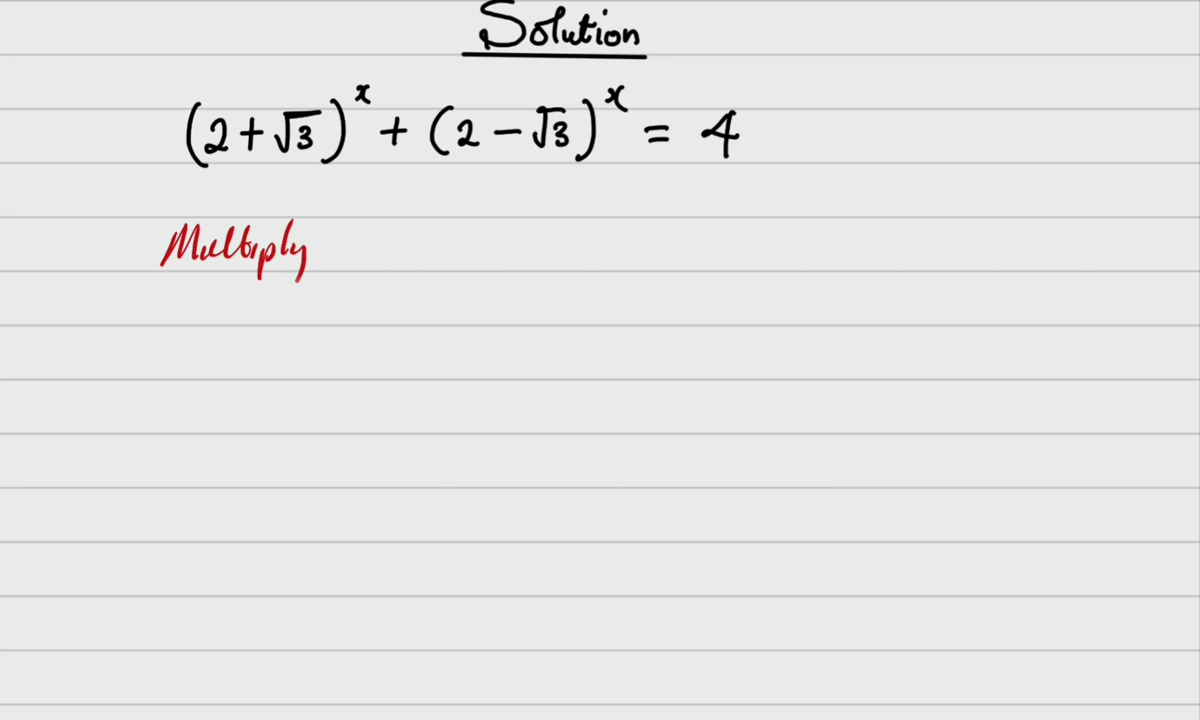 Solution
(2+√3)^x + (2-√3)^x = 4
Multiply